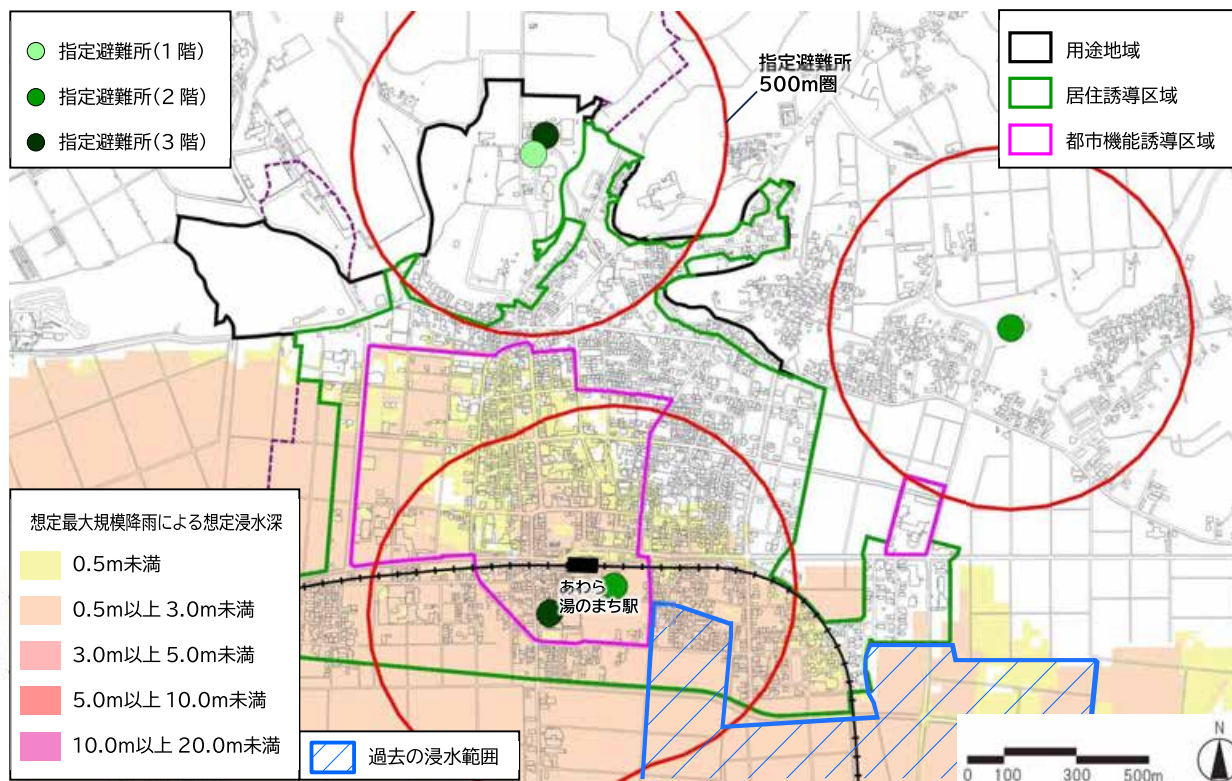 指定避難所(1階)
指定避難所(2階)
指定避難所(3階)
指定避難所
500m圏
用途地域
居住誘導区域
都市機能誘導区域
想定最大規模降雨による想定浸水深
0.5m未満
0.5m以上 3.0m未満
3.0m以上 5.0m未満
5.0m以上 10.0m未満
10.0m以上 20.0m未満
あわら
湯のまち駅
過去の浸水範囲
N
0 100 300 500m